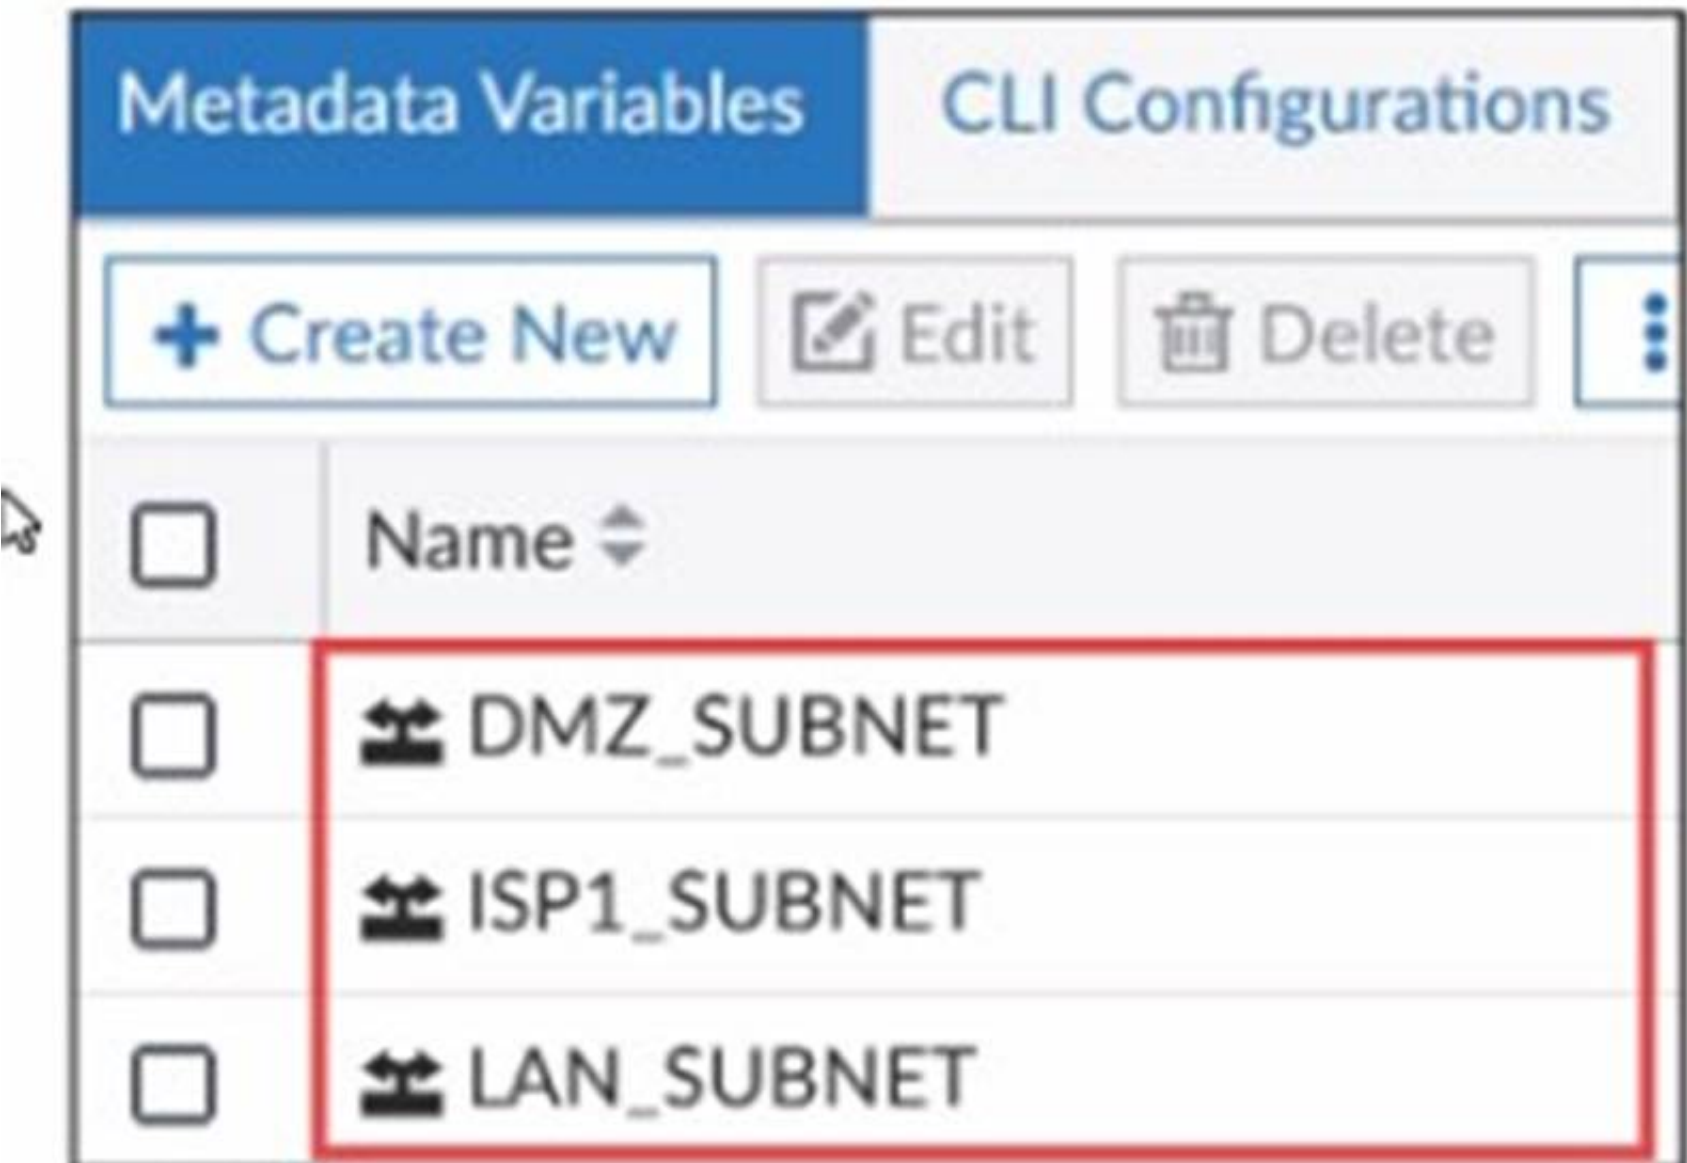 Metadata Variables CLI Configurations
Create New Edit Delete
Name
DMZ_SUBNET
ISP1_SUBNET
LAN_SUBNET